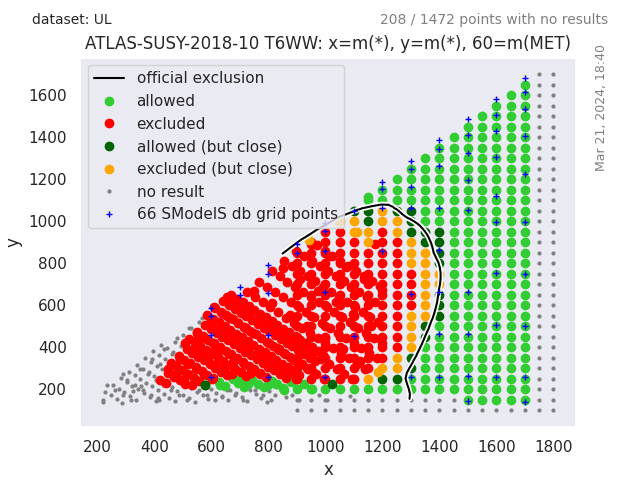 dataset: UL
208 / 1472 points with no results
ATLAS-SUSY-2018-10 T6WW: x=m(*), y=m(*), 60=m(MET)
Mar 21, 2024, 18:40
official exclusion
allowed
excluded
allowed (but close)
excluded (but close)
no result
66 SModelS db grid points
y
1600
1400
1200
1000
800
600
400
200
200 400 600 800 1000 1200 1400 1600 1800
x